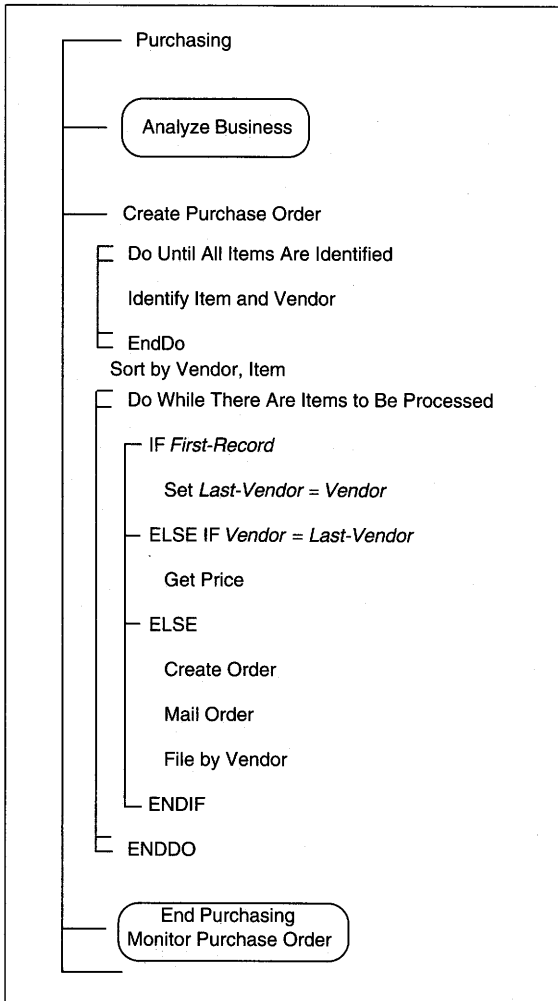 Purchasing
Analyze Business
Create Purchase Order
Do Until All Items Are Identified
Identify Item and Vendor
EndDo
Sort by Vendor, Item
Do While There Are Items to Be Processed
IF First-Record
Set Last-Vendor = Vendor
ELSE IF Vendor = Last-Vendor
Get Price
ELSE
Create Order
Mail Order
File by Vendor
ENDIF
ENDDO
End Purchasing
Monitor Purchase Order